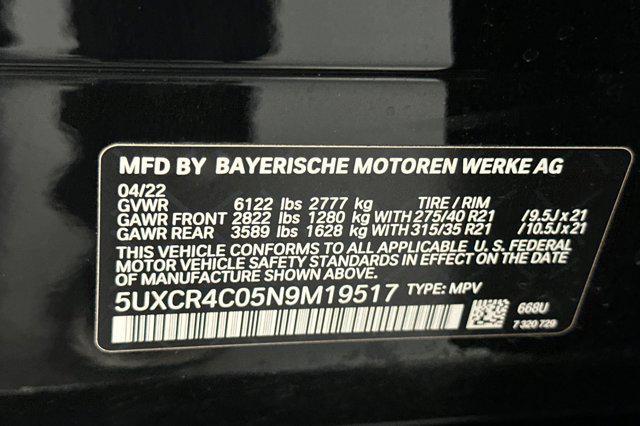 MFD BY BAYERISCHE MOTOREN WERKE AG
04/22
GVWR 6122 lbs 2777 kg TIRE / RIM
GAWR FRONT 2822 lbs 1280 kg WITH 275/40 R21 /9.5J x 21
GAWR REAR 3589 lbs 1628 kg WITH 315/35 R21 /10.5J x 21
THIS VEHICLE CONFORMS TO ALL APPLICABLE U. S. FEDERAL
MOTOR VEHICLE SAFETY STANDARDS IN EFFECT ON THE DATE
OF MANUFACTURE SHOWN ABOVE.
5UXCR4C05N9M19517 TYPE: MPV
668U
7 320 729